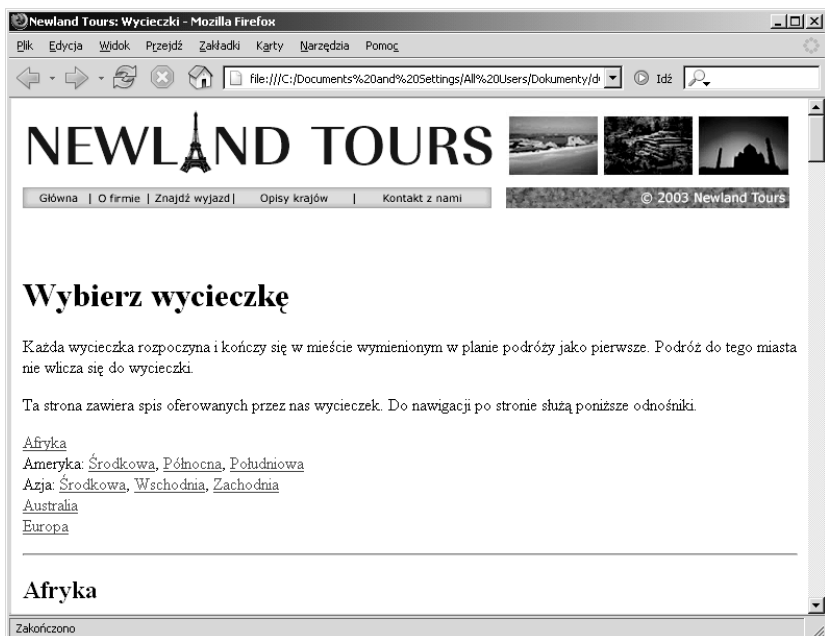 Newland Tours: Wycieczki - Mozilla Firefox
Plik Edycja Widok Przejdź Zakładki Karty Narzędzia Pomoc
file:///C:/Documents%20and%20Settings/All%20Users/Dokumenty/d Idź
NEWLAND TOURS
Główna | O firmie | Znajdź wyjazd | Opisy krajów | Kontakt z nami
© 2003 Newland Tours
Wybierz wycieczkę
Każda wycieczka rozpoczyna i kończy się w mieście wymienionym w planie podróży jako pierwsze. Podróż do tego miasta
nie wlicza się do wycieczki.
Ta strona zawiera spis oferowanych przez nas wycieczek. Do nawigacji po stronie służą poniższe odnośniki.
Afryka
Ameryka: Środkowa, Północna, Południowa
Azja: Środkowa, Wschodnia, Zachodnia
Australia
Europa
Afryka
Zakończono